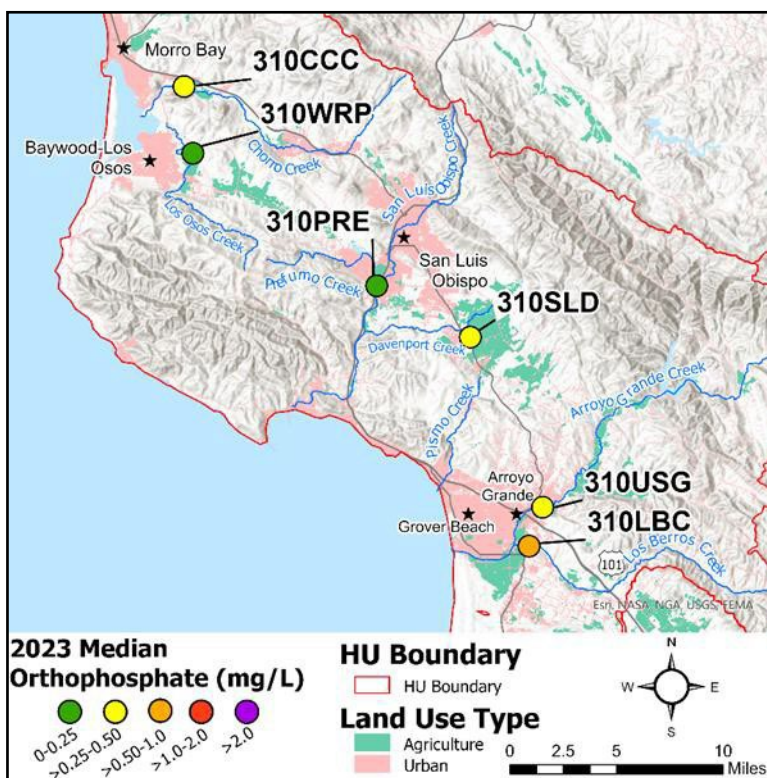 Morro Bay
310CCC
310WRP
Baywood-Los
Osos
Chorro Creek
Los Osos Creek
San Luis
Obispo Creek
310PRE
San Luis
Obispo
Prefumo Creek
310SLD
Davenport Creek
Arroyo Grande Creek
Pismo Creek
Arroyo
Grande
310USG
Grover Beach
310LBC
Los Berros Creek
101
Esri, NASA, NGA, USGS, FEMA
2023 Median
Orthophosphate (mg/L)
0-0.25
>0.25-0.50
>0.50-1.0
>1.0-2.0
>2.0
HU Boundary
HU Boundary
Land Use Type
Agriculture
Urban
N
W
E
S
0 2.5 5 10
Miles